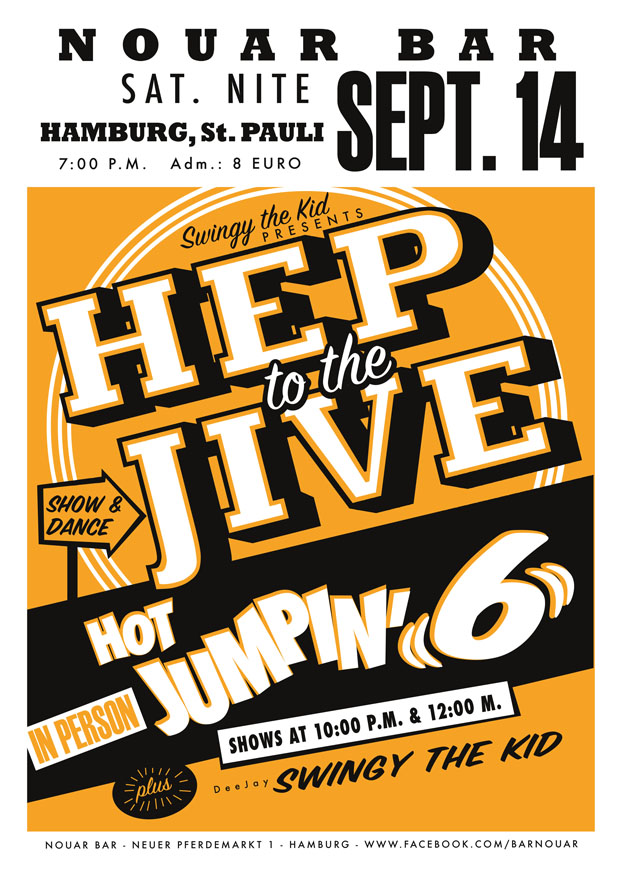 NOUAR BAR
SAT. NITE
SEPT. 14
HAMBURG, St. PAULI
7:00 P.M. Adm.: 8 EURO
Swingy the Kid
PRESENTS
HEP
to the
JIVE
SHOW &
DANCE
HOT
JUMPIN' 6
IN PERSON
SHOWS AT 10:00 P.M. & 12:00 M.
plus
DeeJay SWINGY THE KID
NOUAR BAR - NEUER PFERDEMARKT 1 - HAMBURG - WWW.FACEBOOK.COM/BARNOUAR